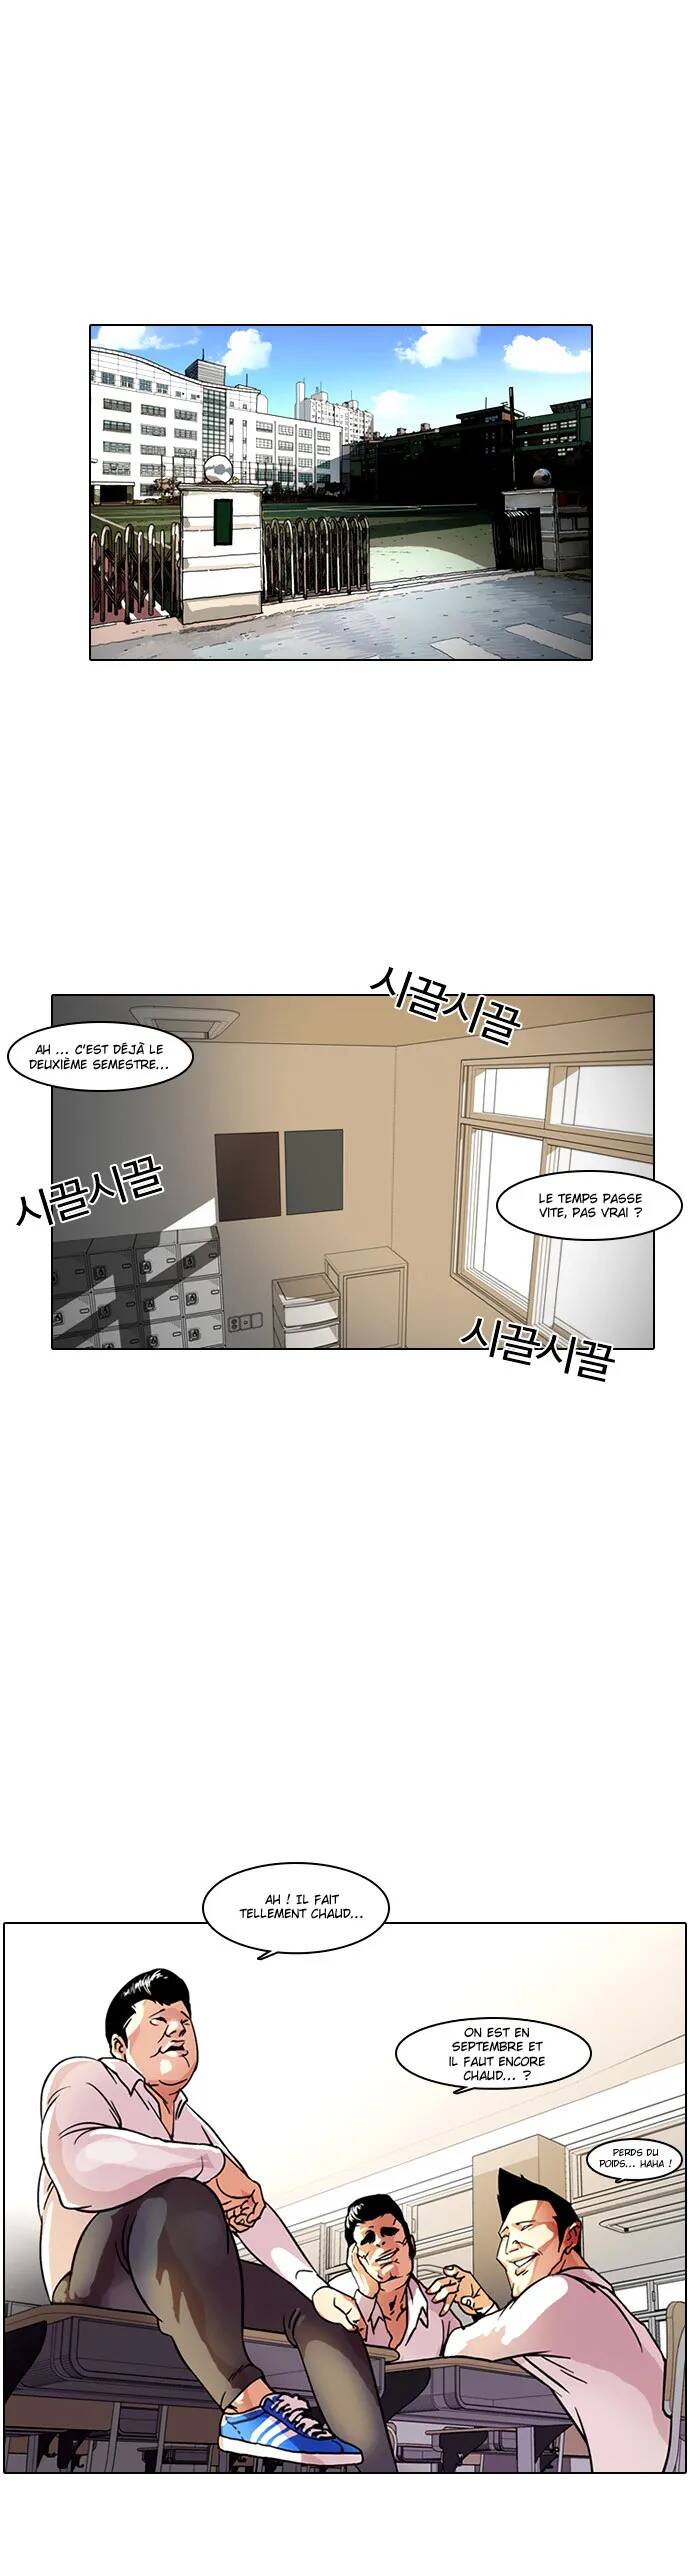 시끌시끌
AH ... C'EST DÉJÀ LE
DEUXIÈME SEMESTRE...
시끌시끌
LE TEMPS PASSE
VITE, PAS VRAI ?
시끌시끌
AH ! IL FAIT
TELLEMENT CHAUD...
ON EST EN
SEPTEMBRE ET
IL FAUT ENCORE
CHAUD... ?
PERDS DU
POIDS... HAHA !